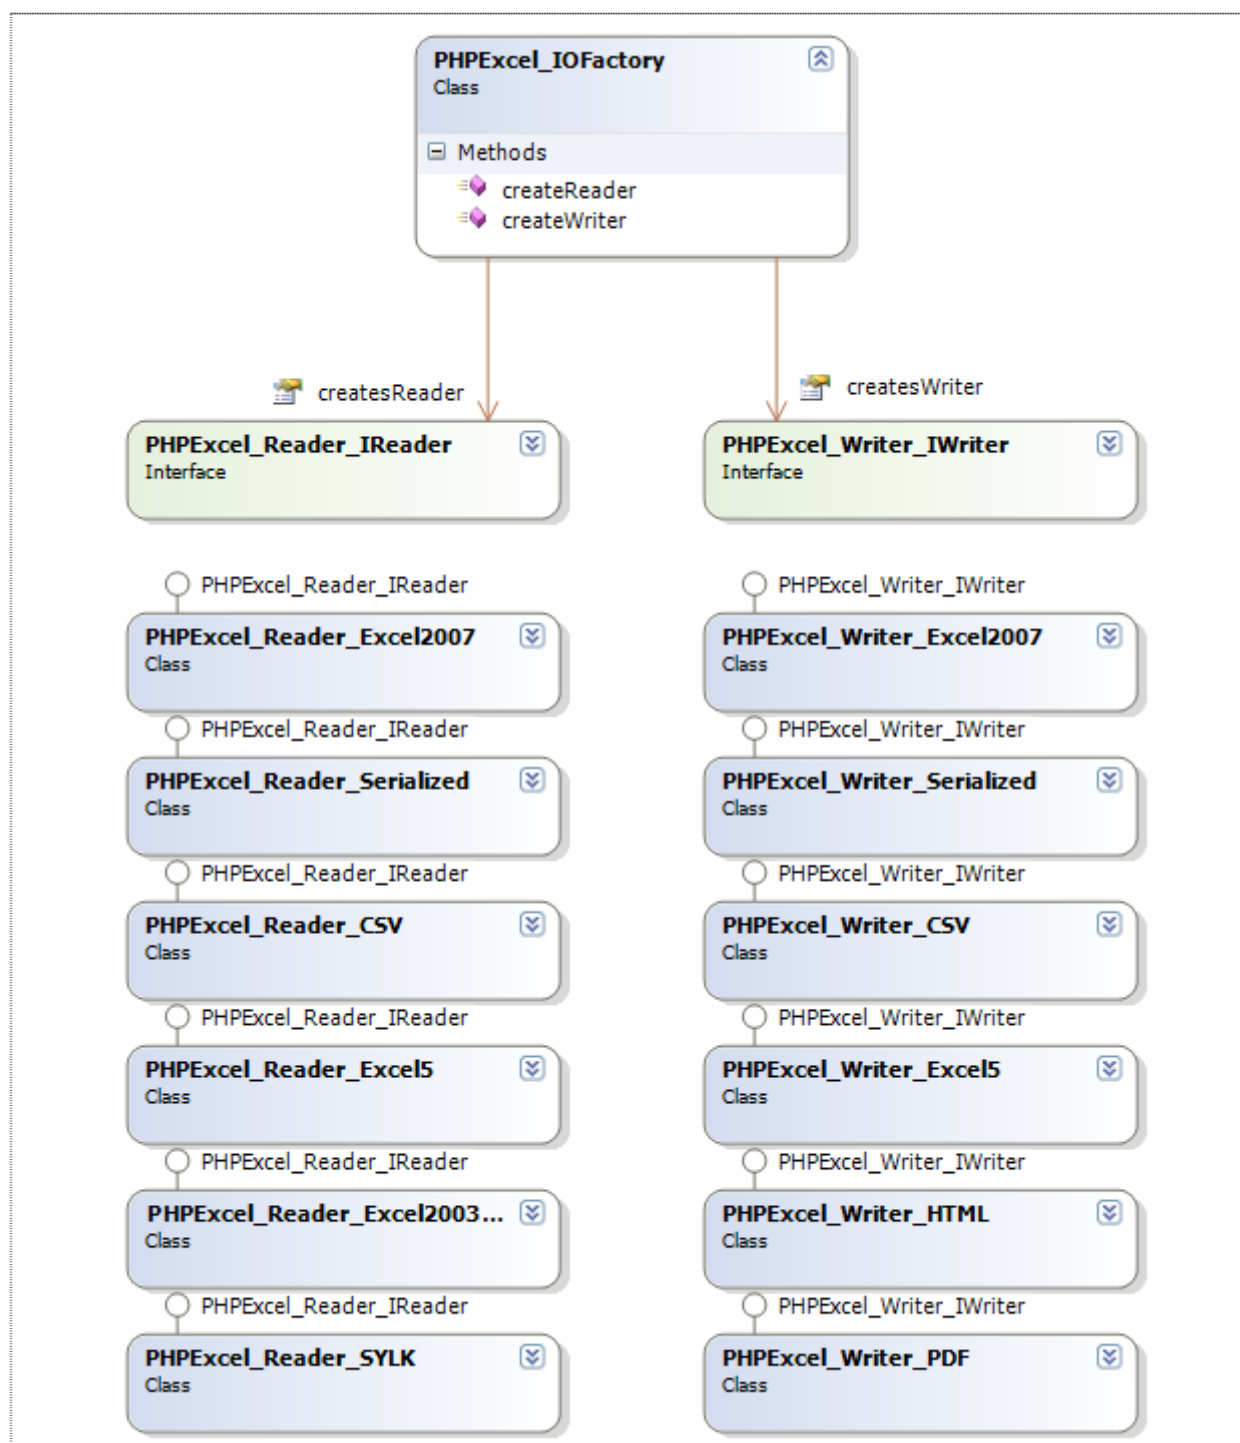 PHPExcel_IOFactory
Class
Methods
createReader
createWriter
createsReader
createsWriter
PHPExcel_Reader_IReader
Interface
PHPExcel_Writer_IWriter
Interface
PHPExcel_Reader_IReader
PHPExcel_Reader_Excel2007
Class
PHPExcel_Reader_IReader
PHPExcel_Reader_Serialized
Class
PHPExcel_Reader_IReader
PHPExcel_Reader_CSV
Class
PHPExcel_Reader_IReader
PHPExcel_Reader_Excel5
Class
PHPExcel_Reader_IReader
PHPExcel_Reader_Excel2003...
Class
PHPExcel_Reader_IReader
PHPExcel_Reader_SYLK
Class
PHPExcel_Writer_IWriter
PHPExcel_Writer_Excel2007
Class
PHPExcel_Writer_IWriter
PHPExcel_Writer_Serialized
Class
PHPExcel_Writer_IWriter
PHPExcel_Writer_CSV
Class
PHPExcel_Writer_IWriter
PHPExcel_Writer_Excel5
Class
PHPExcel_Writer_IWriter
PHPExcel_Writer_HTML
Class
PHPExcel_Writer_IWriter
PHPExcel_Writer_PDF
Class